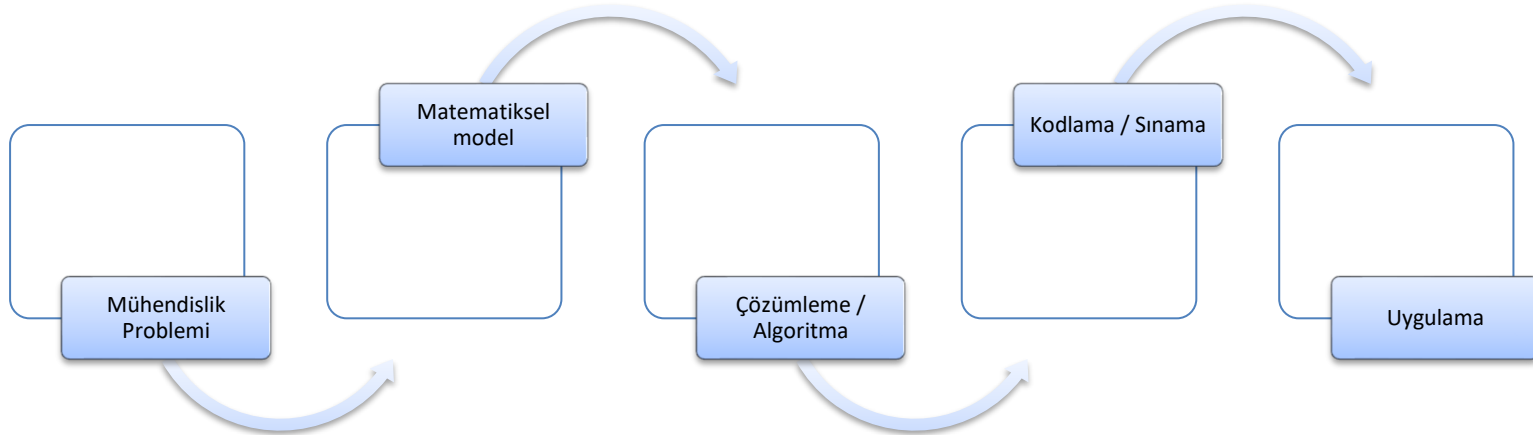 Mühendislik
Problemi
Matematiksel
model
Çözümleme /
Algoritma
Kodlama / Sınama
Uygulama